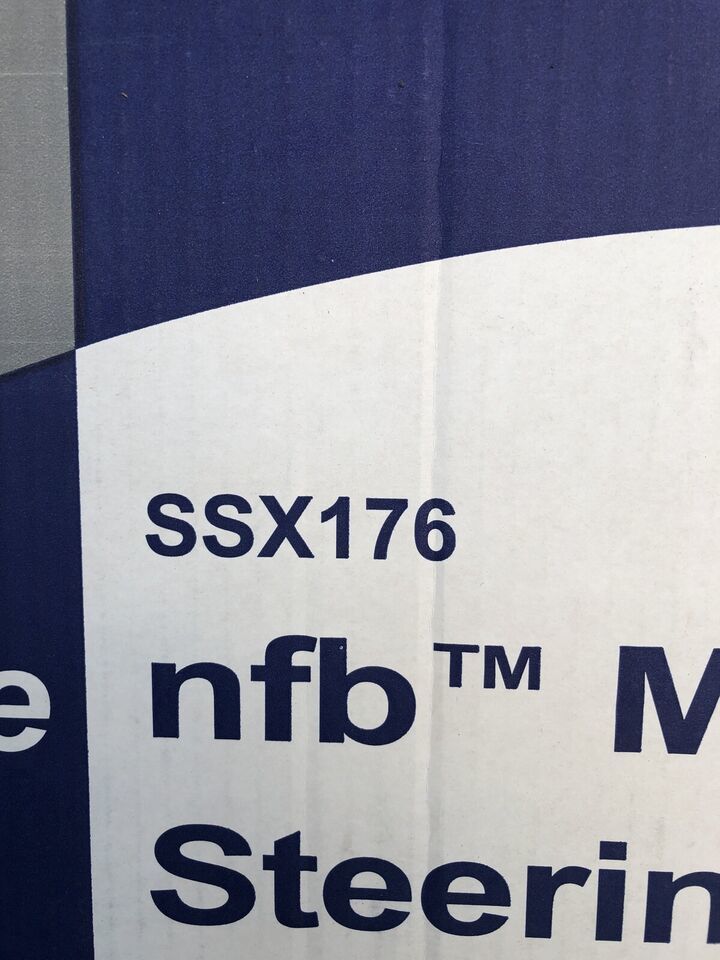 SSX176
e nfb™ M
Steerin